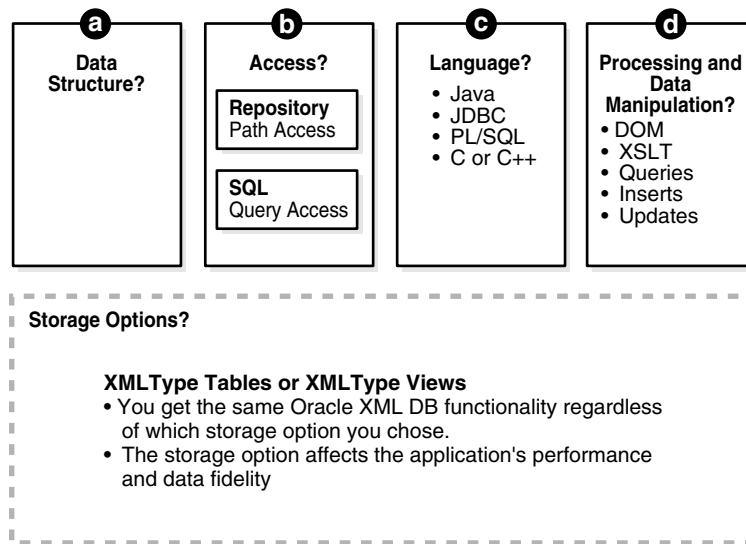 a
Data
Structure?
b
Access?
Repository
Path Access
SQL
Query Access
c
Language?
• Java
• JDBC
• PL/SQL
• C or C++
d
Processing and
Data
Manipulation?
• DOM
• XSLT
• Queries
• Inserts
• Updates
Storage Options?
XMLType Tables or XMLType Views
• You get the same Oracle XML DB functionality regardless
of which storage option you chose.
• The storage option affects the application's performance
and data fidelity